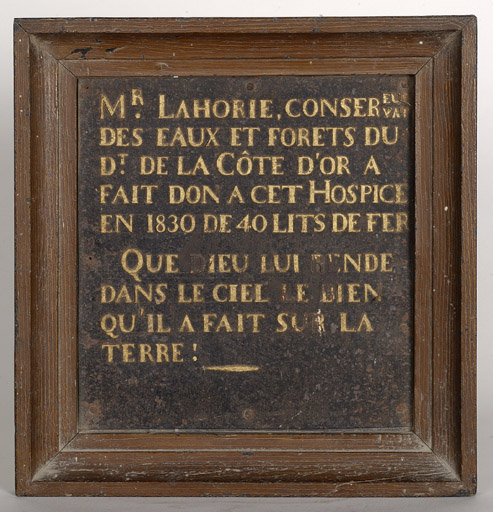 MR. LAHORIE, CONSERVATEUR
DES EAUX ET FORETS DU
DT. DE LA CÔTE D'OR A
FAIT DON A CET HOSPICE
EN 1830 DE 40 LITS DE FER
QUE DIEU LUI RENDE
DANS LE CIEL LE BIEN
QU'IL A FAIT SUR LA
TERRE!